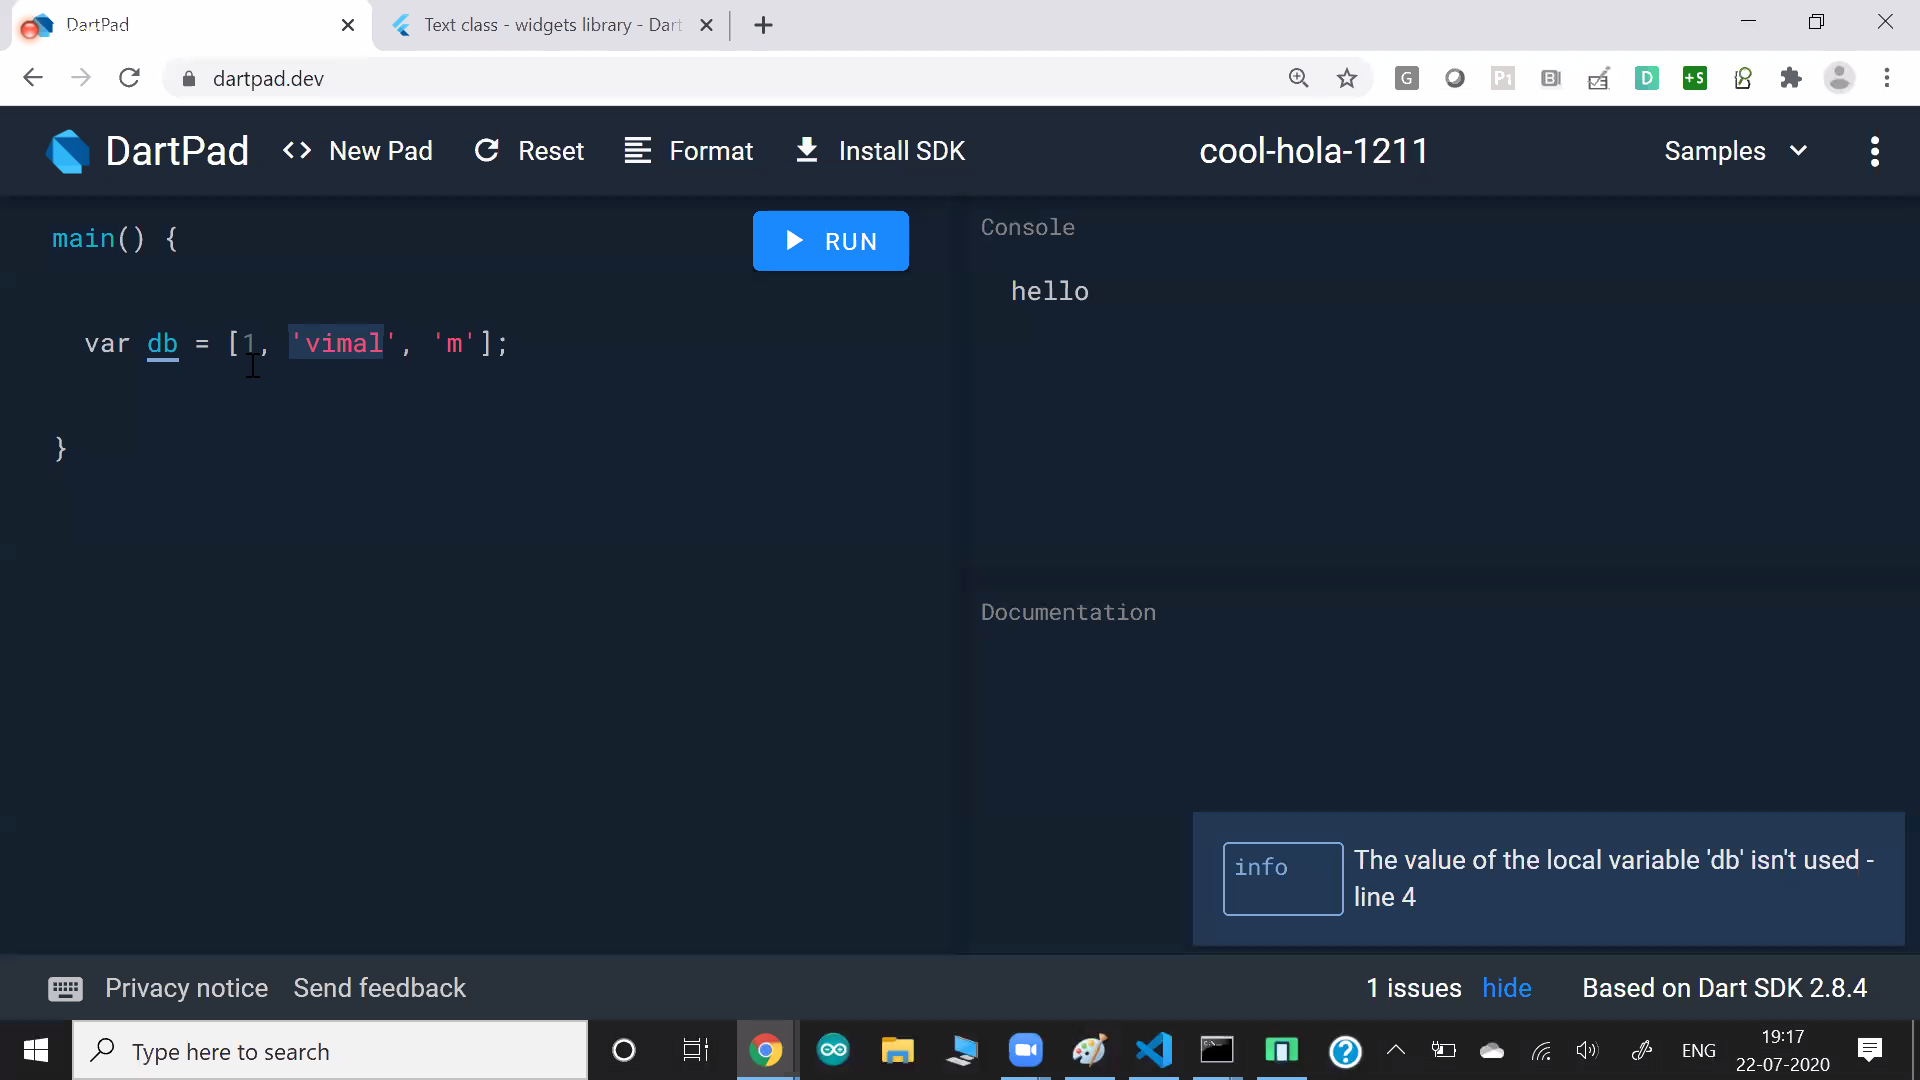 DartPad
Text class - widgets library - Dart
dartpad.dev
DartPad <> New Pad Reset Format Install SDK cool-hola-1211 Samples
main() {
RUN
var db = [1, 'vimal', 'm'];
}
Console
hello
Documentation
info
The value of the local variable 'db' isn't used -
line 4
Privacy notice Send feedback 1 issues hide Based on Dart SDK 2.8.4
Type here to search
ENG
19:17
22-07-2020